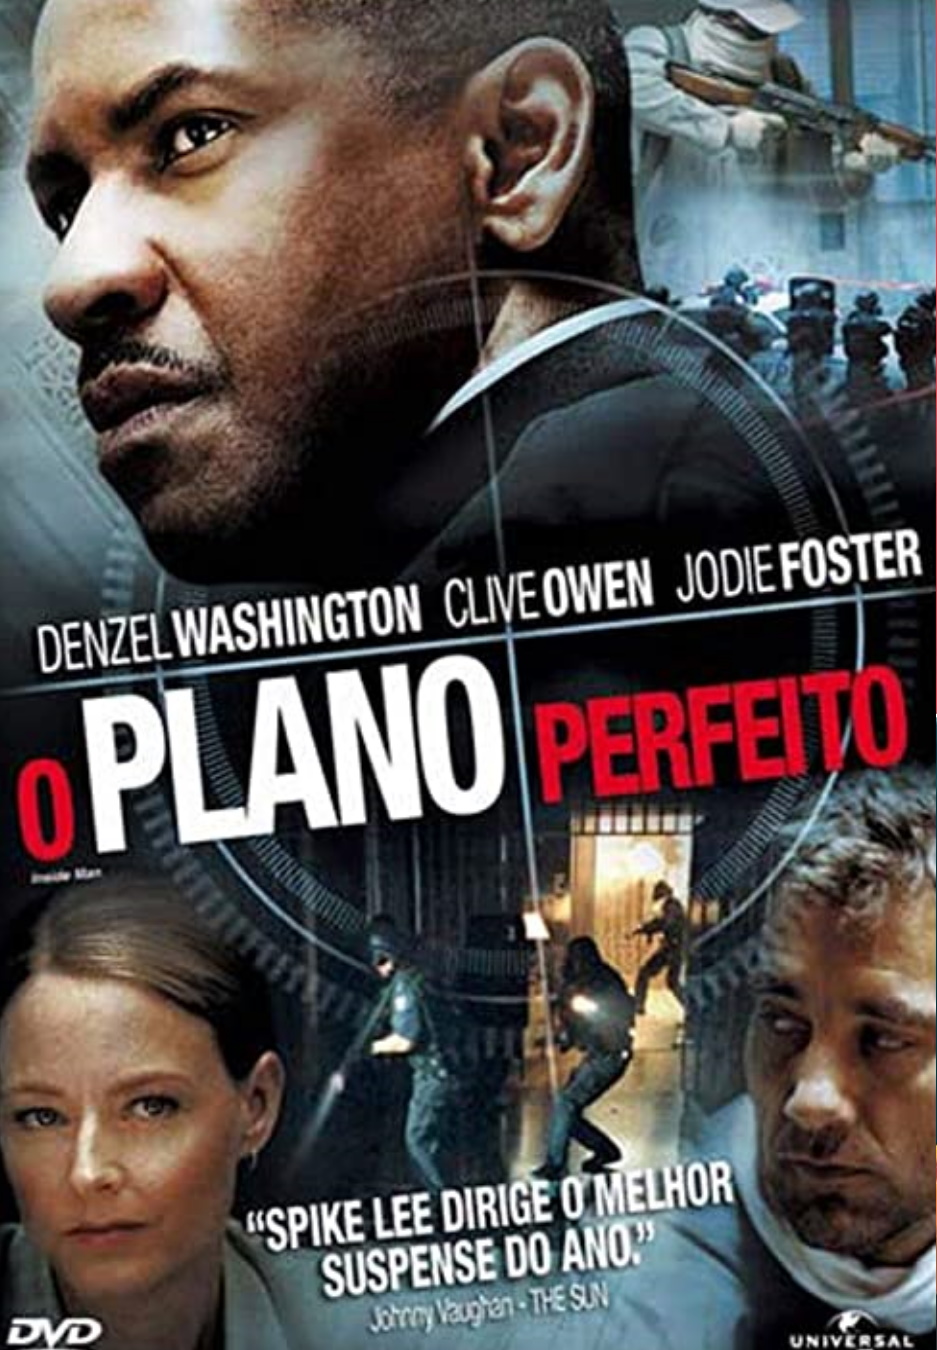 DENZEL WASHINGTON CLIVE OWEN JODIE FOSTER
O PLANO PERFEITO
Inside Man
“SPIKE LEE DIRIGE O MELHOR
SUSPENSE DO ANO.”
Johnny Vaughan - THE SUN
DVD
UNIVERSAL